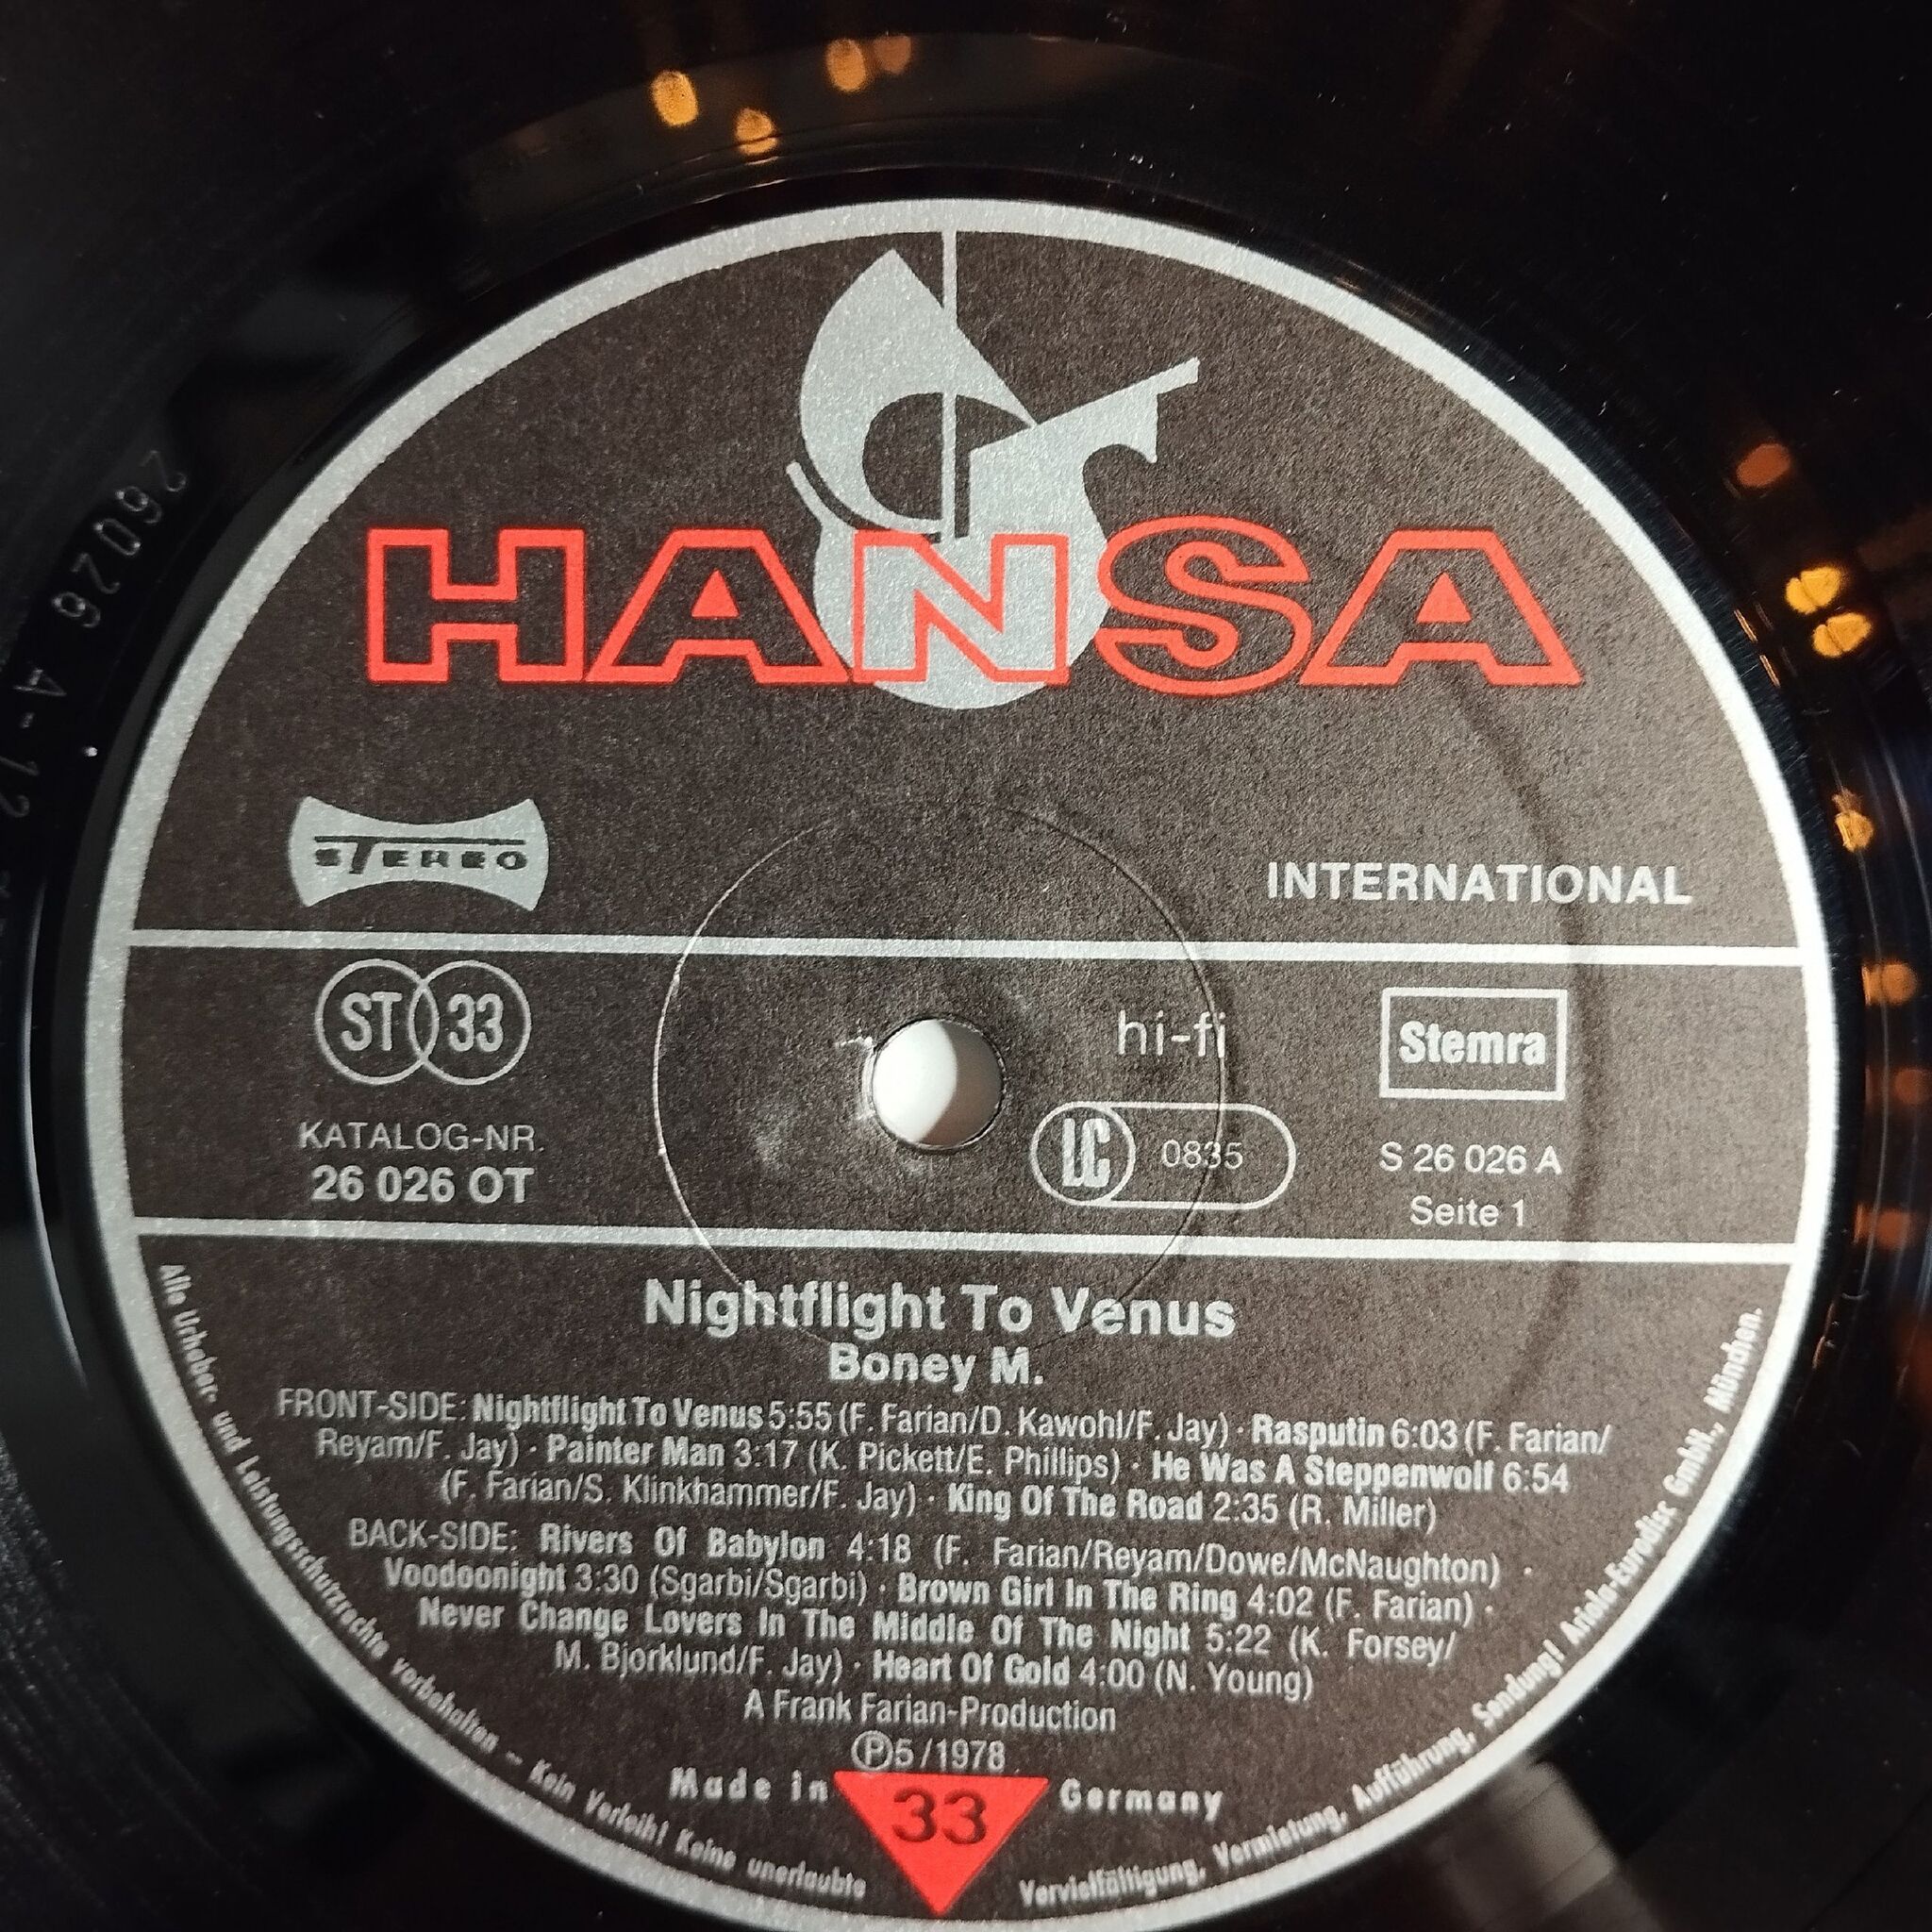 HANSA
STEREO
INTERNATIONAL
ST 33
hi-fi
Stemra
KATALOG-NR.
26 026 OT
LC 0835
S 26 026 A
Seite 1
Nightflight To Venus
Boney M.
FRONT-SIDE: Nightflight To Venus 5:55 (F. Farian/D. Kawohl/F. Jay) · Rasputin 6:03 (F. Farian/
Reyam/F. Jay) · Painter Man 3:17 (K. Pickett/E. Phillips) · He Was A Steppenwolf 6:54
(F. Farian/S. Klinkhammer/F. Jay) · King Of The Road 2:35 (R. Miller)
BACK-SIDE: Rivers Of Babylon 4:18 (F. Farian/Reyam/Dowe/McNaughton) ·
Voodoonight 3:30 (Sgarbi/Sgarbi) · Brown Girl In The Ring 4:02 (F. Farian) ·
Never Change Lovers In The Middle Of The Night 5:22 (K. Forsey/
M. Bjorklund/F. Jay) · Heart Of Gold 4:00 (N. Young)
A Frank Farian-Production
Ⓟ5/1978
Made in Germany
33
Alle Urheber- und Leistungsschutzrechte vorbehalten – Kein Verleih! Keine unerlaubte Vervielfältigung, Vermietung, Aufführung, Sendung! Ariola-Eurodisc GmbH., München.
26026 A-12